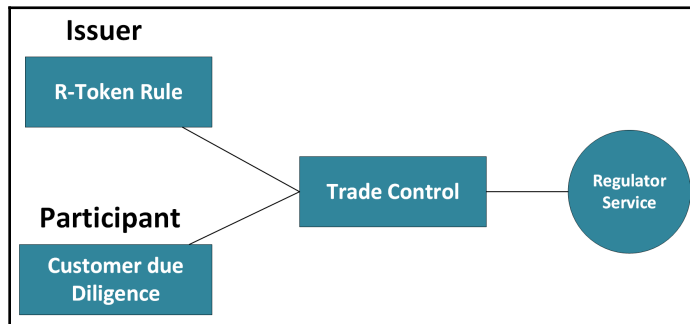 Issuer
R-Token Rule
Participant
Customer due
Diligence
Trade Control
Regulator
Service